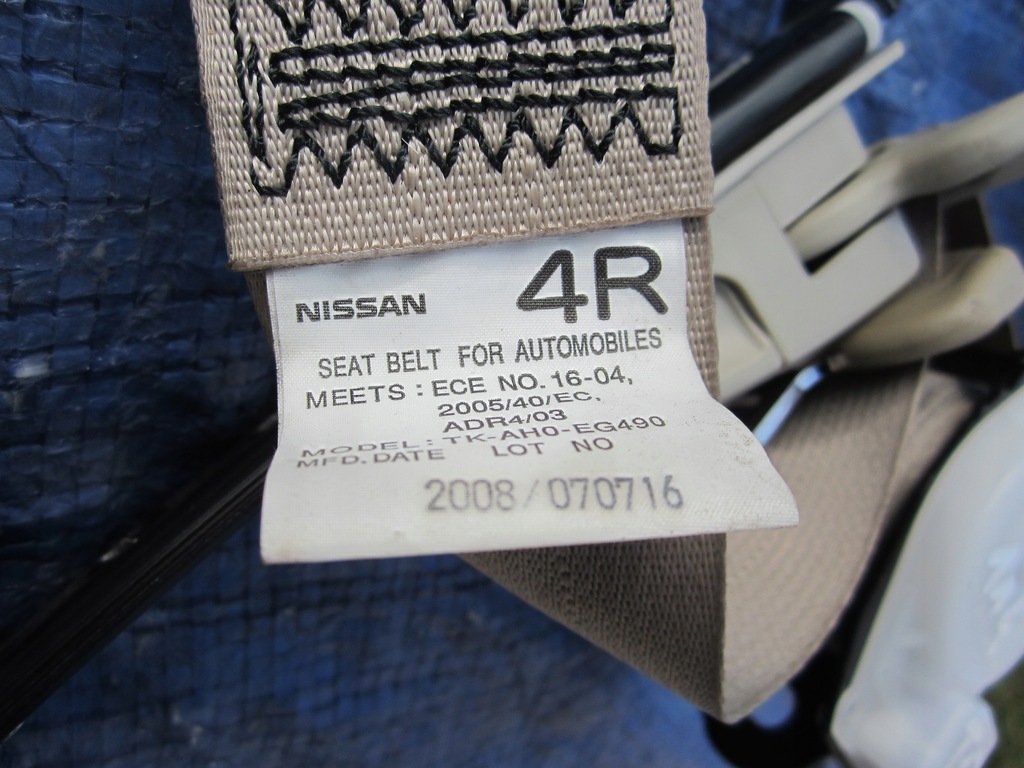 NISSAN 4R
SEAT BELT FOR AUTOMOBILES
MEETS : ECE NO. 16-04,
2005/40/EC,
ADR4/03
MODEL: TK-AH0-EG490
MFD. DATE LOT NO
2008/070716